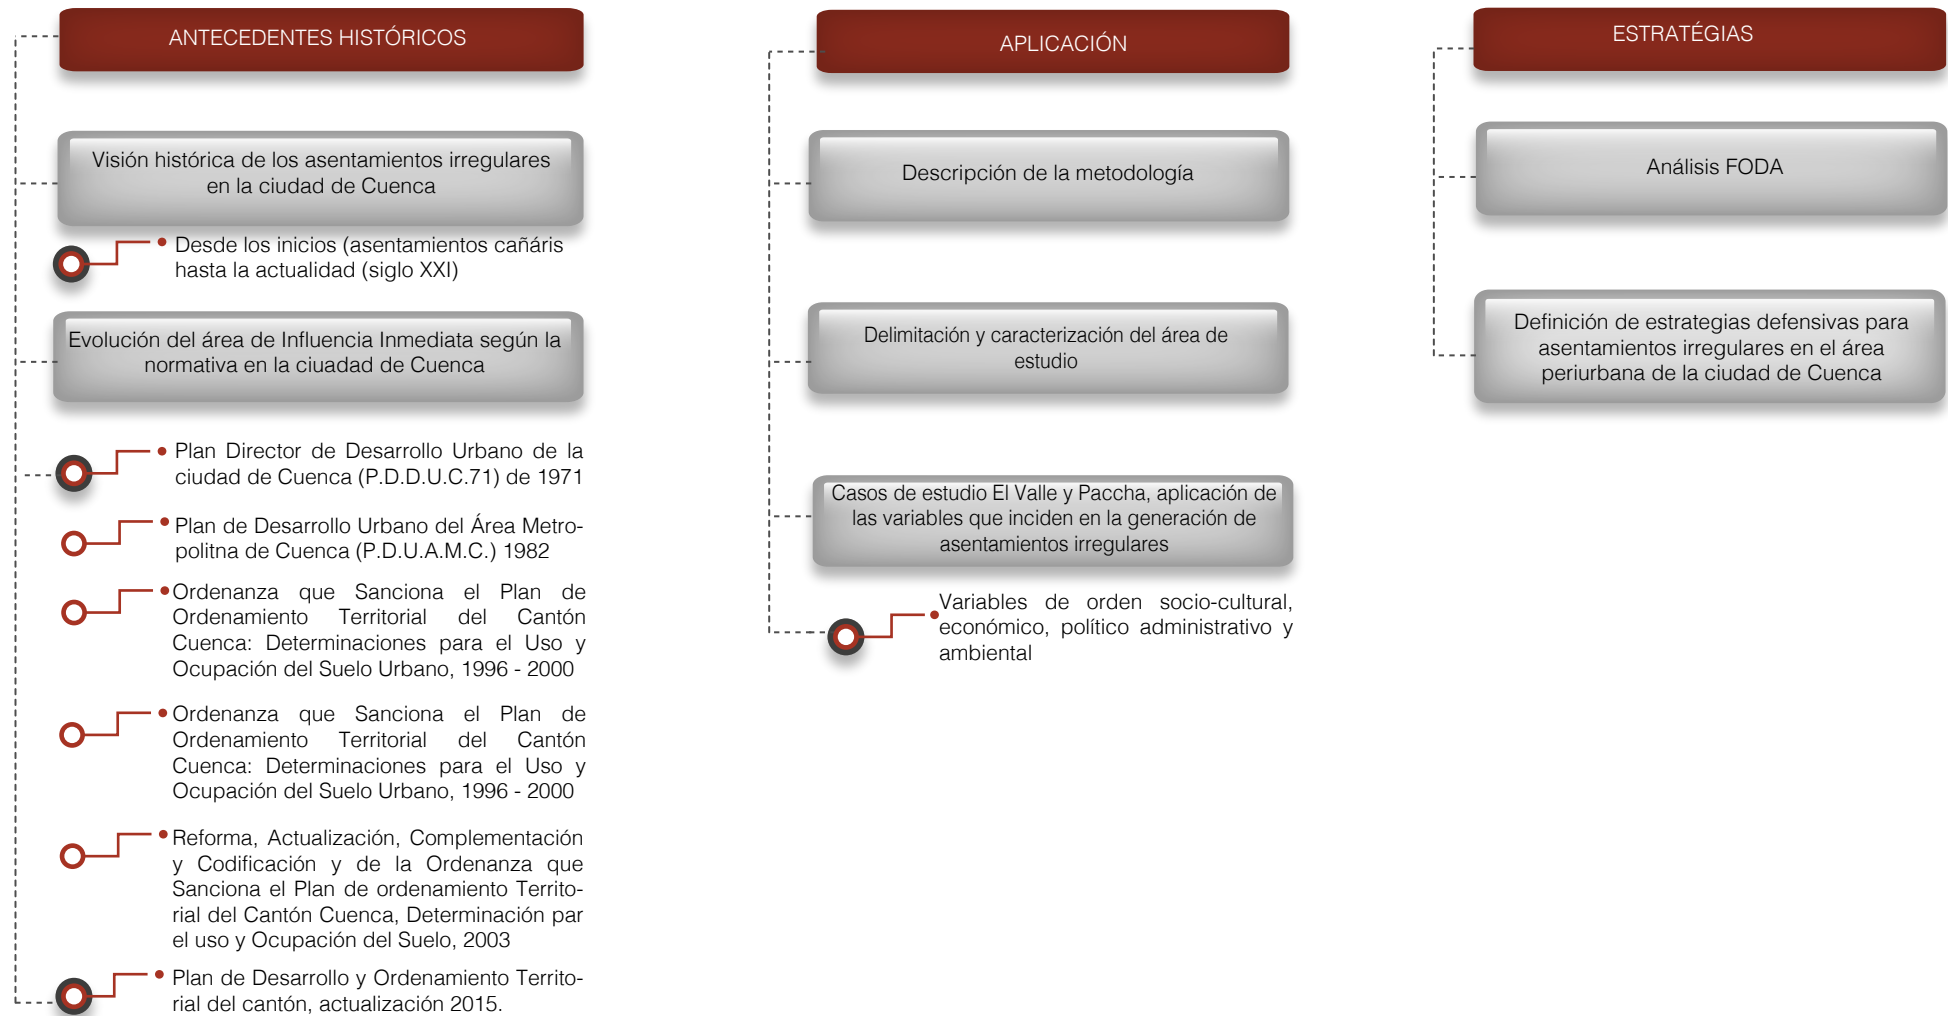 ANTECEDENTES HISTÓRICOS
Visión histórica de los asentamientos irregulares
en la ciudad de Cuenca
Desde los inicios (asentamientos cañáris
hasta la actualidad (siglo XXI)
Evolución del área de Influencia Inmediata según la
normativa en la ciuadad de Cuenca
Plan Director de Desarrollo Urbano de la
ciudad de Cuenca (P.D.D.U.C.71) de 1971
Plan de Desarrollo Urbano del Área Metro-
politna de Cuenca (P.D.U.A.M.C.) 1982
Ordenanza que Sanciona el Plan de
Ordenamiento Territorial del Cantón
Cuenca: Determinaciones para el Uso y
Ocupación del Suelo Urbano, 1996 - 2000
Ordenanza que Sanciona el Plan de
Ordenamiento Territorial del Cantón
Cuenca: Determinaciones para el Uso y
Ocupación del Suelo Urbano, 1996 - 2000
Reforma, Actualización, Complementación
y Codificación y de la Ordenanza que
Sanciona el Plan de ordenamiento Territo-
rial del Cantón Cuenca, Determinación par
el uso y Ocupación del Suelo, 2003
Plan de Desarrollo y Ordenamiento Territo-
rial del cantón, actualización 2015.
APLICACIÓN
Descripción de la metodología
Delimitación y caracterización del área de
estudio
Casos de estudio El Valle y Paccha, aplicación de
las variables que inciden en la generación de
asentamientos irregulares
Variables de orden socio-cultural,
económico, político administrativo y
ambiental
ESTRATÉGIAS
Análisis FODA
Definición de estrategias defensivas para
asentamientos irregulares en el área
periurbana de la ciudad de Cuenca